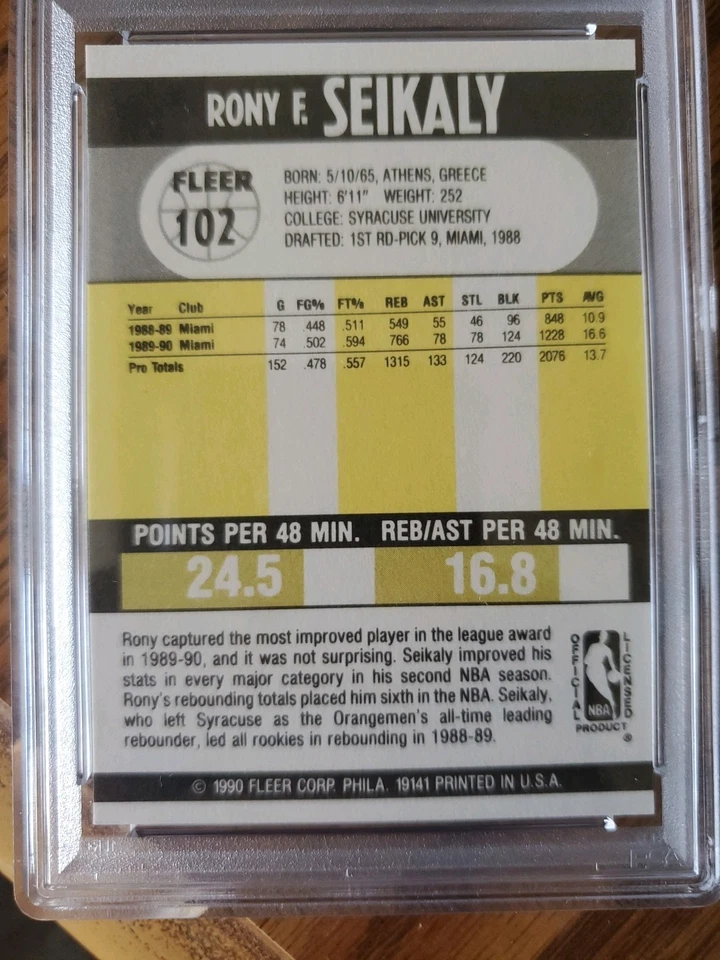 RONY F. SEIKALY
FLEER
102
BORN: 5/10/65, ATHENS, GREECE
HEIGHT: 6'11" WEIGHT: 252
COLLEGE: SYRACUSE UNIVERSITY
DRAFTED: 1ST RD-PICK 9, MIAMI, 1988
Year Club G FG% FT% REB AST STL BLK PTS AVG
1988-89 Miami 78 .448 .511 549 55 46 96 848 10.9
1989-90 Miami 74 .502 .594 766 78 78 124 1228 16.6
Pro Totals 152 .478 .557 1315 133 124 220 2076 13.7
POINTS PER 48 MIN. REB/AST PER 48 MIN.
24.5 16.8
Rony captured the most improved player in the league award
in 1989-90, and it was not surprising. Seikaly improved his
stats in every major category in his second NBA season.
Rony's rebounding totals placed him sixth in the NBA. Seikaly,
who left Syracuse as the Orangemen's all-time leading
rebounder, led all rookies in rebounding in 1988-89.
OFFICIAL
NBA
LICENSED
PRODUCT
®
© 1990 FLEER CORP. PHILA. 19141 PRINTED IN U.S.A.